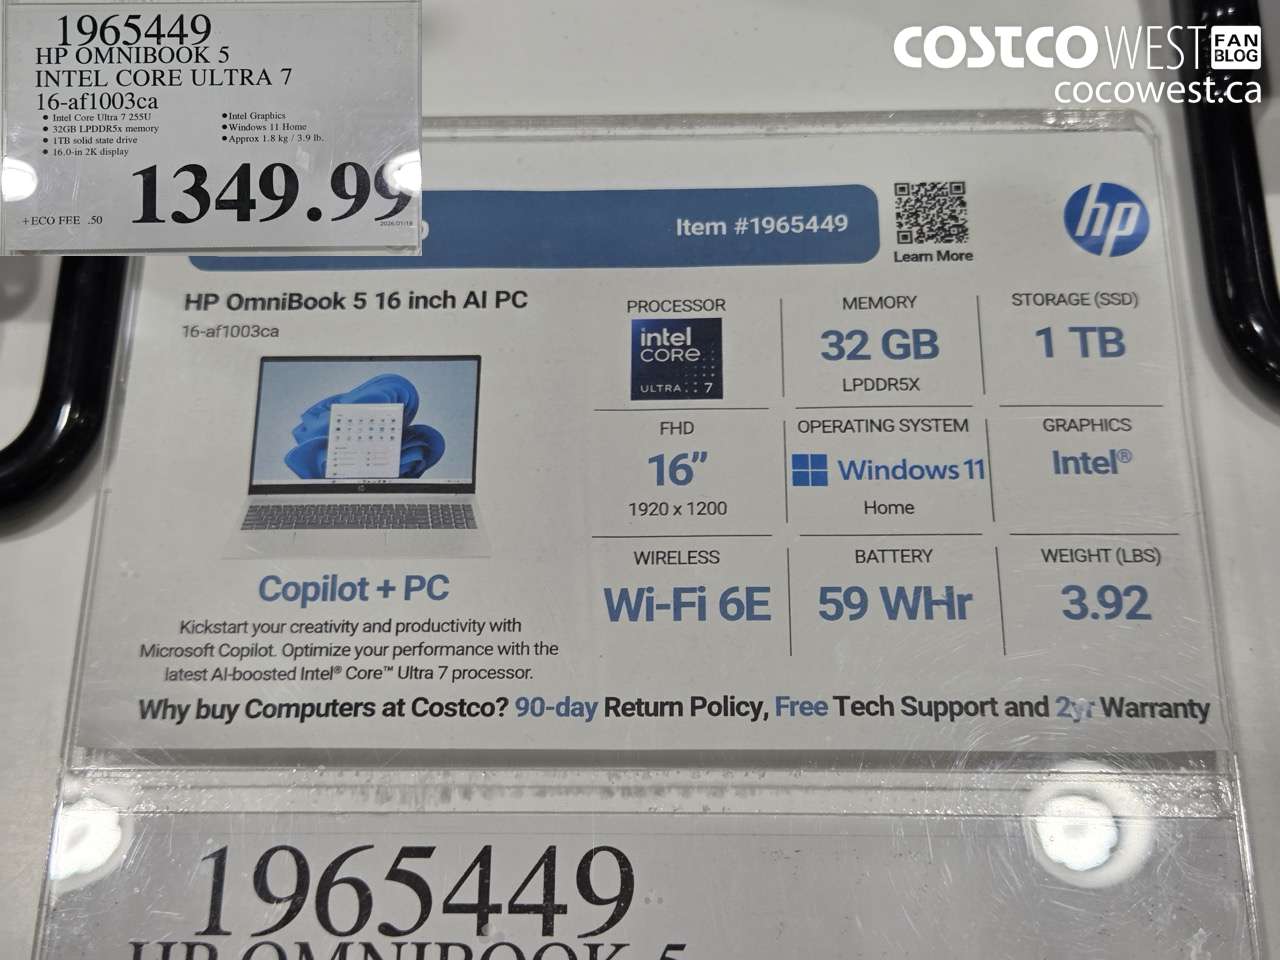 COSTCO WEST FAN BLOG
cocowest.ca
1965449
HP OMNIBOOK 5
INTEL CORE ULTRA 7
16-af1003ca
• Intel Core Ultra 7 255U
• 32GB LPDDR5x memory
• 1TB solid state drive
• 16.0-in 2K display
• Intel Graphics
• Windows 11 Home
• Approx 1.8 kg / 3.9 lb.
1349.99
+ECO FEE .50
Item #1965449
Learn More
hp
HP OmniBook 5 16 inch AI PC
16-af1003ca
Copilot + PC
Kickstart your creativity and productivity with
Microsoft Copilot. Optimize your performance with the
latest AI-boosted Intel® Core™ Ultra 7 processor.
PROCESSOR
intel
CORE
ULTRA 7
MEMORY
32 GB
LPDDR5X
STORAGE (SSD)
1 TB
FHD
16”
1920 x 1200
OPERATING SYSTEM
Windows 11
Home
GRAPHICS
Intel®
WIRELESS
Wi-Fi 6E
BATTERY
59 WHr
WEIGHT (LBS)
3.92
Why buy Computers at Costco? 90-day Return Policy, Free Tech Support and 2yr Warranty
1965449
HP OMNIBOOK 5